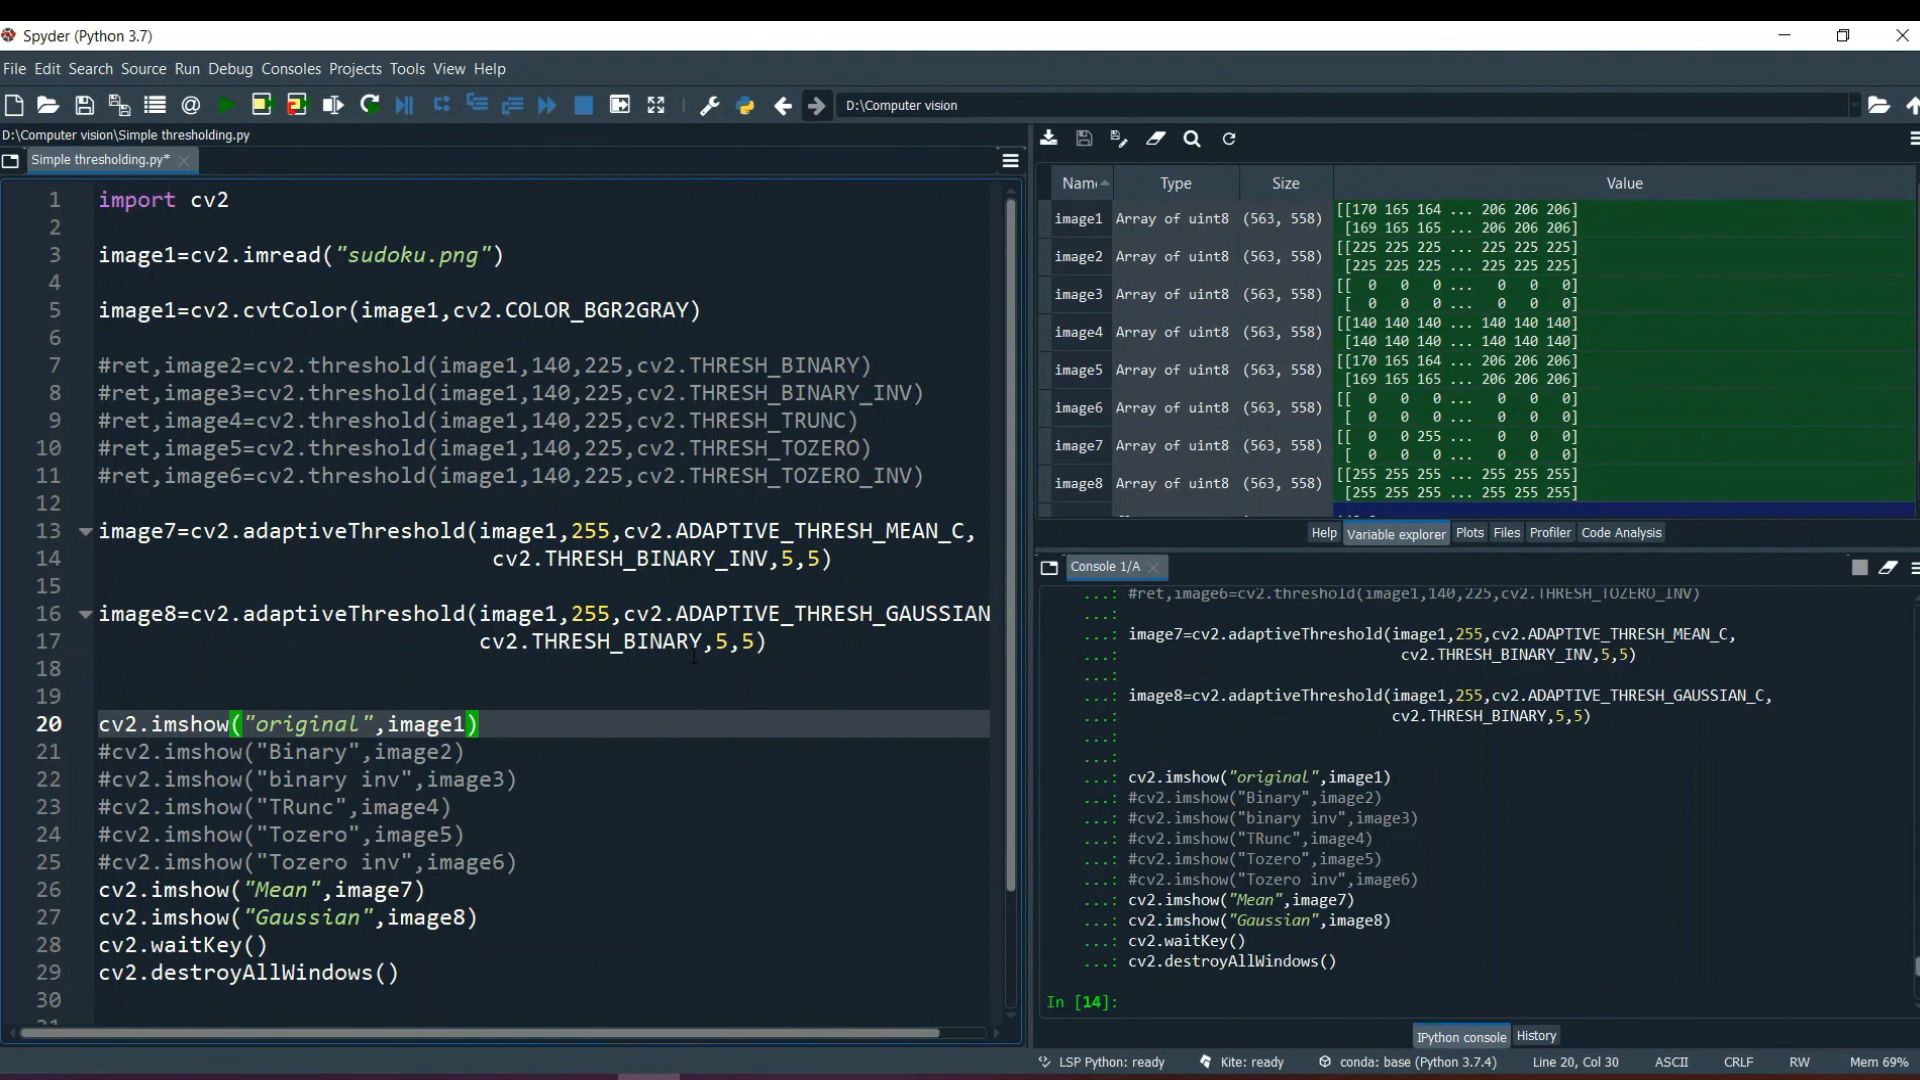 Spyder (Python 3.7)
File Edit Search Source Run Debug Consoles Projects Tools View Help
D:\Computer vision
D:\Computer vision\Simple thresholding.py
Simple thresholding.py*
1 import cv2
2
3 image1=cv2.imread("sudoku.png")
4
5 image1=cv2.cvtColor(image1,cv2.COLOR_BGR2GRAY)
6
7 #ret,image2=cv2.threshold(image1,140,225,cv2.THRESH_BINARY)
8 #ret,image3=cv2.threshold(image1,140,225,cv2.THRESH_BINARY_INV)
9 #ret,image4=cv2.threshold(image1,140,225,cv2.THRESH_TRUNC)
10 #ret,image5=cv2.threshold(image1,140,225,cv2.THRESH_TOZERO)
11 #ret,image6=cv2.threshold(image1,140,225,cv2.THRESH_TOZERO_INV)
12
13 image7=cv2.adaptiveThreshold(image1,255,cv2.ADAPTIVE_THRESH_MEAN_C,
14 cv2.THRESH_BINARY_INV,5,5)
15
16 image8=cv2.adaptiveThreshold(image1,255,cv2.ADAPTIVE_THRESH_GAUSSIAN
17 cv2.THRESH_BINARY,5,5)
18
19
20 cv2.imshow("original",image1)
21 #cv2.imshow("Binary",image2)
22 #cv2.imshow("binary inv",image3)
23 #cv2.imshow("TRunc",image4)
24 #cv2.imshow("Tozero",image5)
25 #cv2.imshow("Tozero inv",image6)
26 cv2.imshow("Mean",image7)
27 cv2.imshow("Gaussian",image8)
28 cv2.waitKey()
29 cv2.destroyAllWindows()
30
Name Type Size Value
image1 Array of uint8 (563, 558) [[170 165 164 ... 206 206 206]
[169 165 165 ... 206 206 206]
image2 Array of uint8 (563, 558) [[225 225 225 ... 225 225 225]
[225 225 225 ... 225 225 225]
image3 Array of uint8 (563, 558) [[ 0 0 0 ... 0 0 0]
[ 0 0 0 ... 0 0 0]
image4 Array of uint8 (563, 558) [[140 140 140 ... 140 140 140]
[140 140 140 ... 140 140 140]
image5 Array of uint8 (563, 558) [[170 165 164 ... 206 206 206]
[169 165 165 ... 206 206 206]
image6 Array of uint8 (563, 558) [[ 0 0 0 ... 0 0 0]
[ 0 0 0 ... 0 0 0]
image7 Array of uint8 (563, 558) [[ 0 0 255 ... 0 0 0]
[ 0 0 0 ... 0 0 0]
image8 Array of uint8 (563, 558) [[255 255 255 ... 255 255 255]
[255 255 255 ... 255 255 255]
Help Variable explorer Plots Files Profiler Code Analysis
Console 1/A
...: #ret,image6=cv2.threshold(image1,140,225,cv2.THRESH_TOZERO_INV)
...:
...: image7=cv2.adaptiveThreshold(image1,255,cv2.ADAPTIVE_THRESH_MEAN_C,
...: cv2.THRESH_BINARY_INV,5,5)
...:
...: image8=cv2.adaptiveThreshold(image1,255,cv2.ADAPTIVE_THRESH_GAUSSIAN_C,
...: cv2.THRESH_BINARY,5,5)
...:
...:
...: cv2.imshow("original",image1)
...: #cv2.imshow("Binary",image2)
...: #cv2.imshow("binary inv",image3)
...: #cv2.imshow("TRunc",image4)
...: #cv2.imshow("Tozero",image5)
...: #cv2.imshow("Tozero inv",image6)
...: cv2.imshow("Mean",image7)
...: cv2.imshow("Gaussian",image8)
...: cv2.waitKey()
...: cv2.destroyAllWindows()
In [14]:
IPython console History
LSP Python: ready Kite: ready conda: base (Python 3.7.4) Line 20, Col 30 ASCII CRLF RW Mem 69%